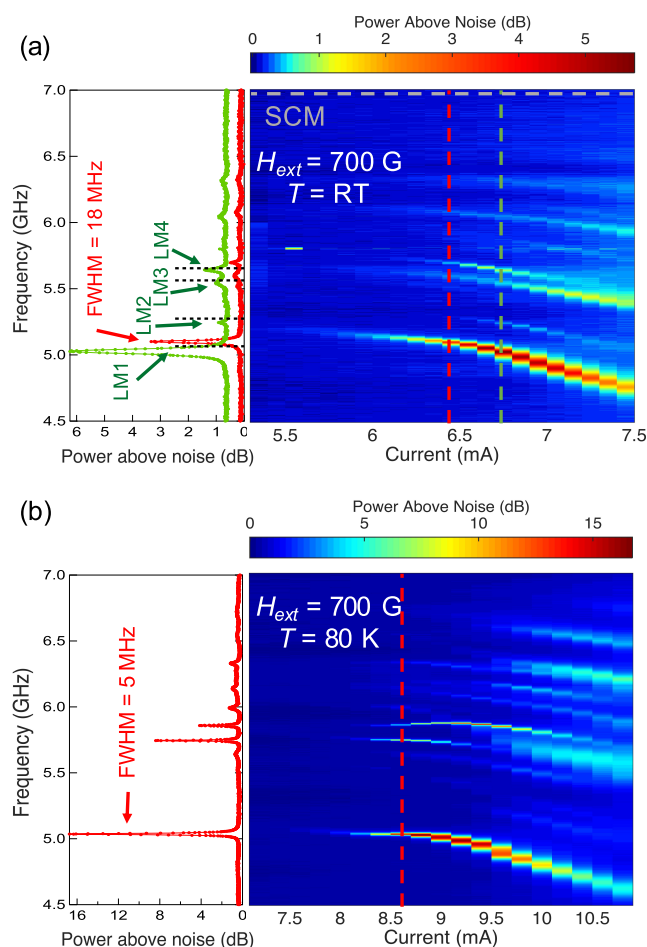 (a)
Power Above Noise (dB)
0 1 2 3 4 5
7.0
6.5
6.0
5.5
5.0
4.5
Frequency (GHz)
FWHM = 18 MHz
LM1
LM2
LM3
LM4
SCM
Hext = 700 G
T = RT
6 5 4 3 2 1 0
5.5 6 6.5 7 7.5
Power above noise (dB)
Current (mA)
(b)
Power Above Noise (dB)
0 5 10 15
7.0
6.5
6.0
5.5
5.0
4.5
Frequency (GHz)
FWHM = 5 MHz
Hext = 700 G
T = 80 K
16 12 8 4 0
7.5 8 8.5 9 9.5 10 10.5
Power above noise (dB)
Current (mA)